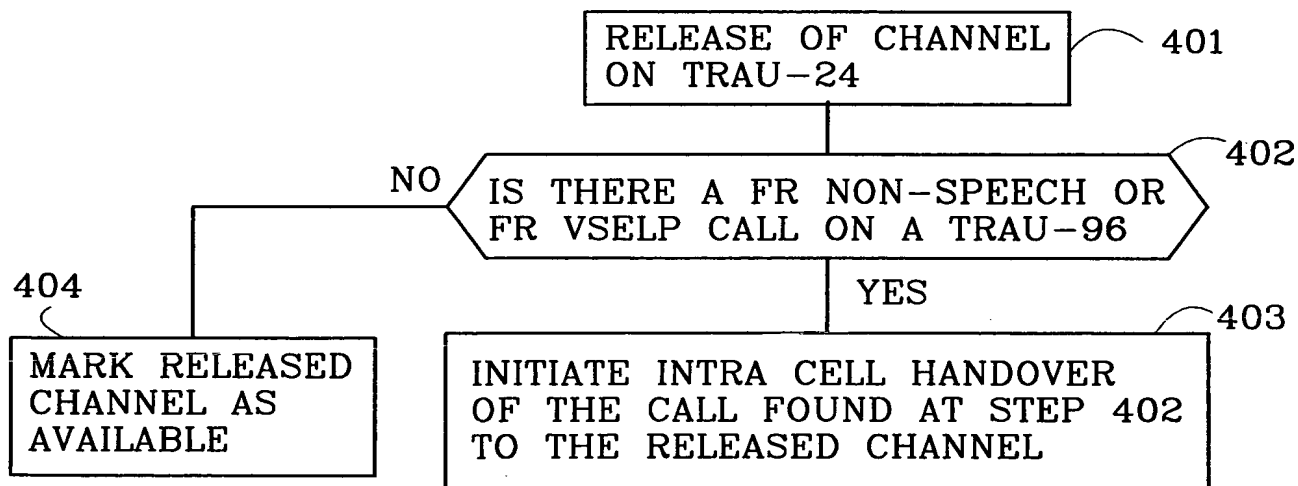 RELEASE OF CHANNEL
ON TRAU-24
401
402
NO
IS THERE A FR NON-SPEECH OR
FR VSELP CALL ON A TRAU-96
YES
404
MARK RELEASED
CHANNEL AS
AVAILABLE
403
INITIATE INTRA CELL HANDOVER
OF THE CALL FOUND AT STEP 402
TO THE RELEASED CHANNEL